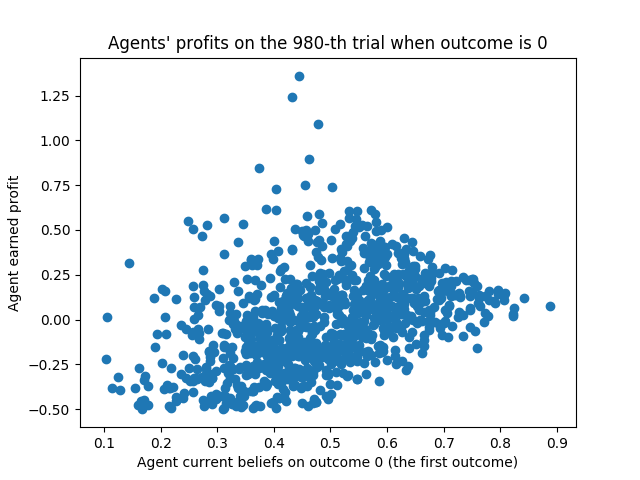 Agents' profits on the 980-th trial when outcome is 0
1.25
1.00
0.75
0.50
0.25
0.00
−0.25
−0.50
Agent earned profit
0.1 0.2 0.3 0.4 0.5 0.6 0.7 0.8 0.9
Agent current beliefs on outcome 0 (the first outcome)